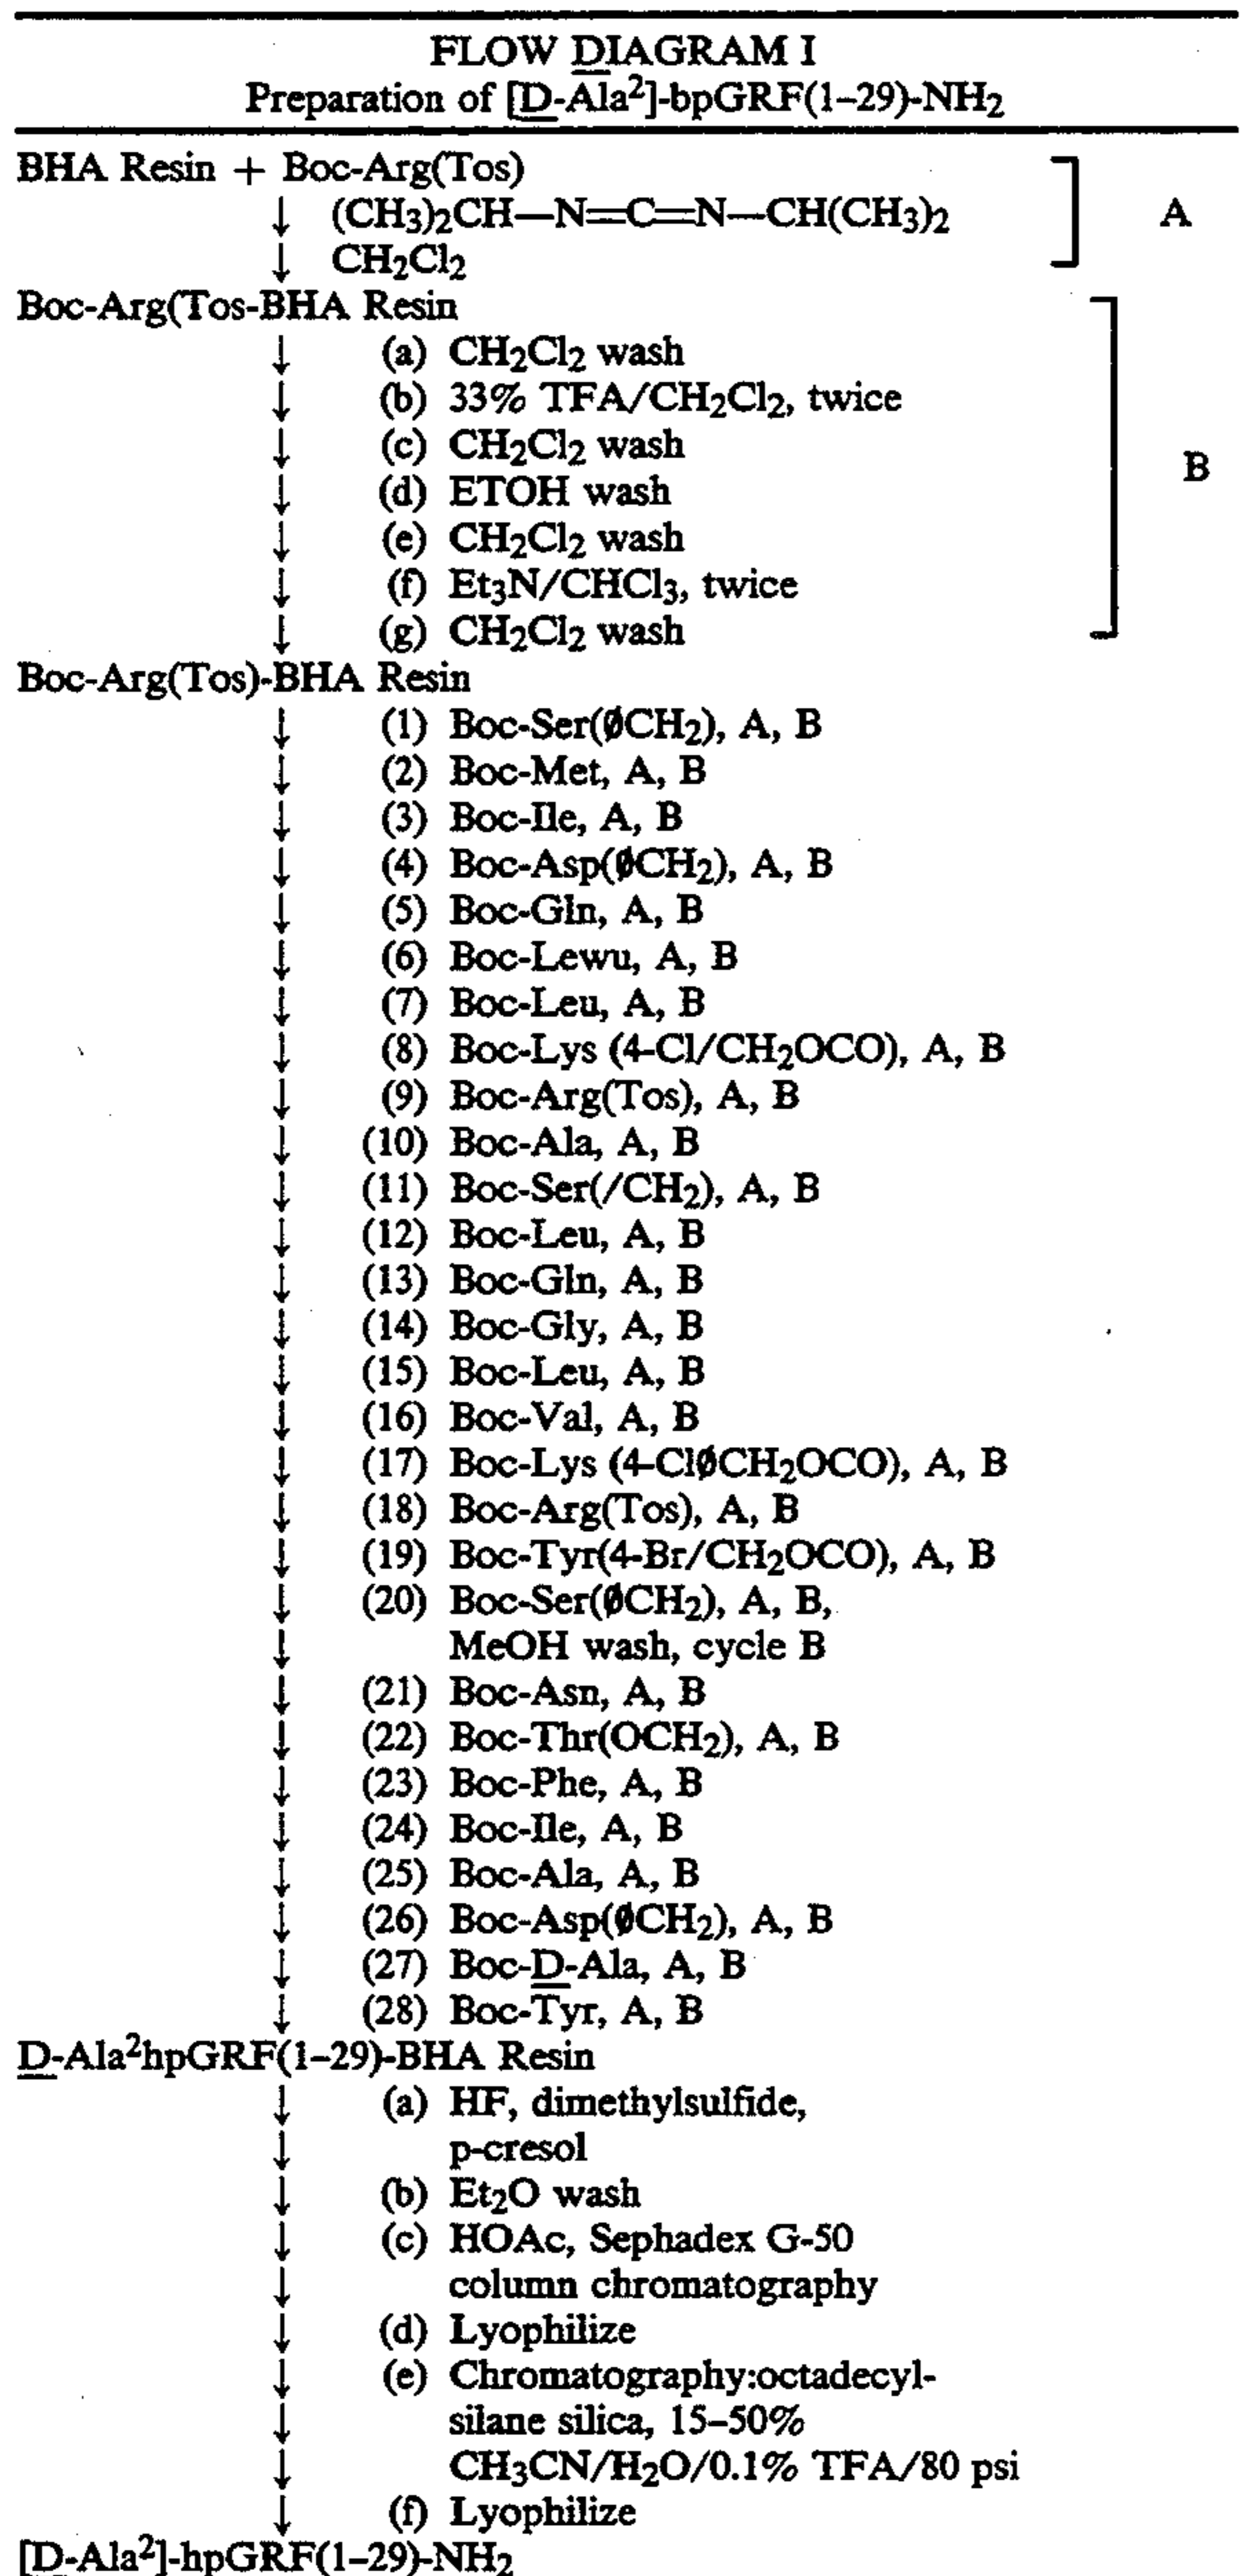 FLOW DIAGRAM I
Preparation of [D-Ala²]-bpGRF(1–29)-NH₂
BHA Resin + Boc-Arg(Tos)
↓ (CH₃)₂CH—N=C=N—CH(CH₃)₂ A
↓ CH₂Cl₂
Boc-Arg(Tos-BHA Resin
↓ (a) CH₂Cl₂ wash
↓ (b) 33% TFA/CH₂Cl₂, twice
↓ (c) CH₂Cl₂ wash
B
↓ (d) ETOH wash
↓ (e) CH₂Cl₂ wash
↓ (f) Et₃N/CHCl₃, twice
↓ (g) CH₂Cl₂ wash
Boc-Arg(Tos)-BHA Resin
↓ (1) Boc-Ser(ØCH₂), A, B
↓ (2) Boc-Met, A, B
↓ (3) Boc-Ile, A, B
↓ (4) Boc-Asp(ØCH₂), A, B
↓ (5) Boc-Gln, A, B
↓ (6) Boc-Lewu, A, B
↓ (7) Boc-Leu, A, B
↓ (8) Boc-Lys (4-Cl/CH₂OCO), A, B
↓ (9) Boc-Arg(Tos), A, B
↓ (10) Boc-Ala, A, B
↓ (11) Boc-Ser(/CH₂), A, B
↓ (12) Boc-Leu, A, B
↓ (13) Boc-Gln, A, B
↓ (14) Boc-Gly, A, B
↓ (15) Boc-Leu, A, B
↓ (16) Boc-Val, A, B
↓ (17) Boc-Lys (4-ClØCH₂OCO), A, B
↓ (18) Boc-Arg(Tos), A, B
↓ (19) Boc-Tyr(4-Br/CH₂OCO), A, B
↓ (20) Boc-Ser(ØCH₂), A, B,
↓ MeOH wash, cycle B
↓ (21) Boc-Asn, A, B
↓ (22) Boc-Thr(OCH₂), A, B
↓ (23) Boc-Phe, A, B
↓ (24) Boc-Ile, A, B
↓ (25) Boc-Ala, A, B
↓ (26) Boc-Asp(ØCH₂), A, B
↓ (27) Boc-D-Ala, A, B
↓ (28) Boc-Tyr, A, B
D-Ala²hpGRF(1–29)-BHA Resin
↓ (a) HF, dimethylsulfide,
↓ p-cresol
↓ (b) Et₂O wash
↓ (c) HOAc, Sephadex G-50
↓ column chromatography
↓ (d) Lyophilize
↓ (e) Chromatography:octadecyl-
↓ silane silica, 15–50%
↓ CH₃CN/H₂O/0.1% TFA/80 psi
↓ (f) Lyophilize
[D-Ala²]-hpGRF(1–29)-NH₂